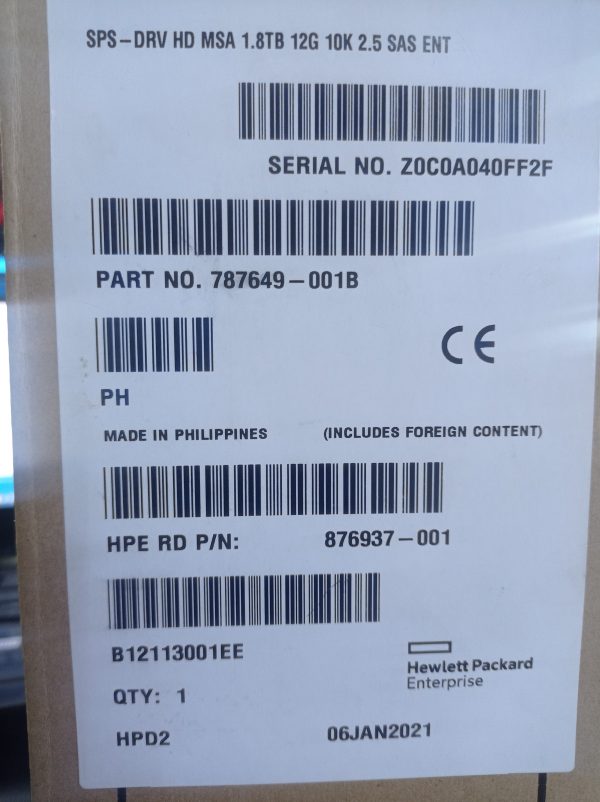 SPS-DRV HD MSA 1.8TB 12G 10K 2.5 SAS ENT
SERIAL NO. Z0C0A040FF2F
PART NO. 787649-001B
CE
PH
MADE IN PHILIPPINES (INCLUDES FOREIGN CONTENT)
HPE RD P/N: 876937-001
B12113001EE
Hewlett Packard
Enterprise
QTY: 1
HPD2 06JAN2021